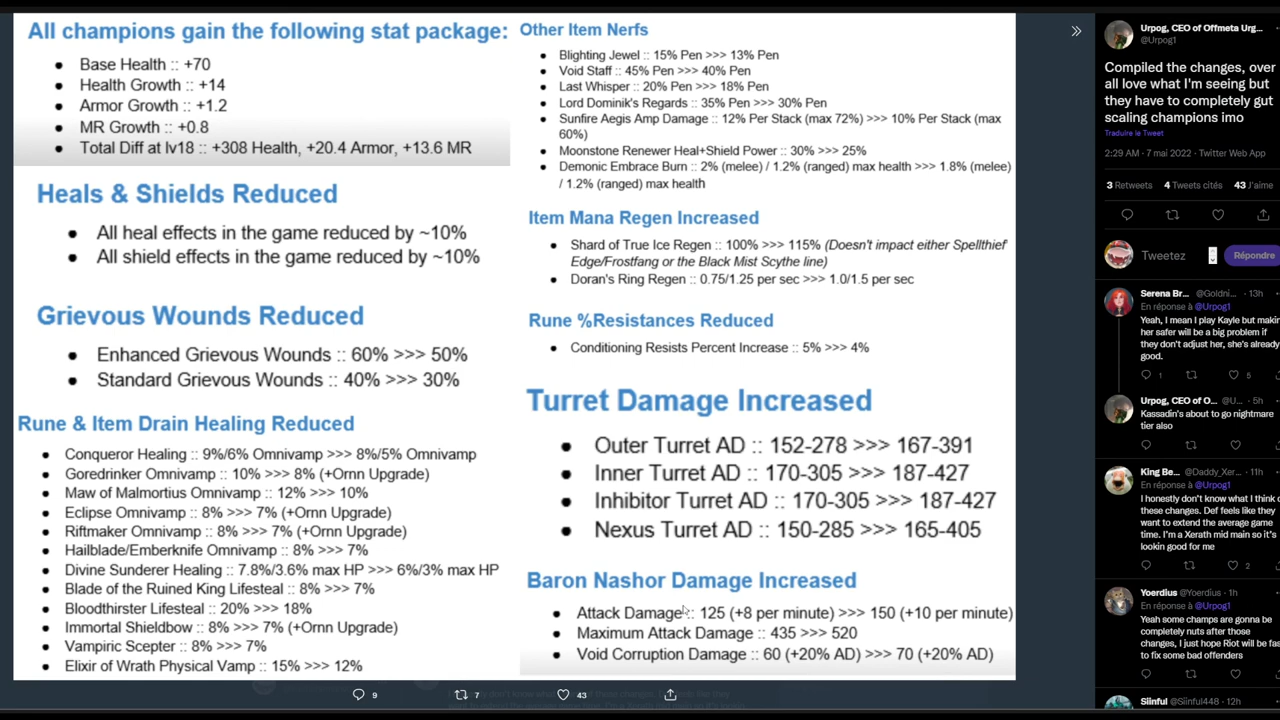 All champions gain the following stat package:
Base Health :: +70
Health Growth :: +14
Armor Growth :: +1.2
MR Growth :: +0.8
Total Diff at lv18 :: +308 Health, +20.4 Armor, +13.6 MR
Heals & Shields Reduced
All heal effects in the game reduced by ~10%
All shield effects in the game reduced by ~10%
Grievous Wounds Reduced
Enhanced Grievous Wounds :: 60% >>> 50%
Standard Grievous Wounds :: 40% >>> 30%
Rune & Item Drain Healing Reduced
Conqueror Healing :: 9%/6% Omnivamp >>> 8%/5% Omnivamp
Goredrinker Omnivamp :: 10% >>> 8% (+Ornn Upgrade)
Maw of Malmortius Omnivamp :: 12% >>> 10%
Eclipse Omnivamp :: 8% >>> 7% (+Ornn Upgrade)
Riftmaker Omnivamp :: 8% >>> 7% (+Ornn Upgrade)
Hailblade/Emberknife Omnivamp :: 8% >>> 7%
Divine Sunderer Healing :: 7.8%/3.6% max HP >>> 6%/3% max HP
Blade of the Ruined King Lifesteal :: 8% >>> 7%
Bloodthirster Lifesteal :: 20% >>> 18%
Immortal Shieldbow :: 8% >>> 7% (+Ornn Upgrade)
Vampiric Scepter :: 8% >>> 7%
Elixir of Wrath Physical Vamp :: 15% >>> 12%
Other Item Nerfs
Blighting Jewel :: 15% Pen >>> 13% Pen
Void Staff :: 45% Pen >>> 40% Pen
Last Whisper :: 20% Pen >>> 18% Pen
Lord Dominik's Regards :: 35% Pen >>> 30% Pen
Sunfire Aegis Amp Damage :: 12% Per Stack (max 72%) >>> 10% Per Stack (max
60%)
Moonstone Renewer Heal+Shield Power :: 30% >>> 25%
Demonic Embrace Burn :: 2% (melee) / 1.2% (ranged) max health >>> 1.8% (melee)
/ 1.2% (ranged) max health
Item Mana Regen Increased
Shard of True Ice Regen :: 100% >>> 115% (Doesn't impact either Spellthief
Edge/Frostfang or the Black Mist Scythe line)
Doran's Ring Regen :: 0.75/1.25 per sec >>> 1.0/1.5 per sec
Rune %Resistances Reduced
Conditioning Resists Percent Increase :: 5% >>> 4%
Turret Damage Increased
Outer Turret AD :: 152-278 >>> 167-391
Inner Turret AD :: 170-305 >>> 187-427
Inhibitor Turret AD :: 170-305 >>> 187-427
Nexus Turret AD :: 150-285 >>> 165-405
Baron Nashor Damage Increased
Attack Damage :: 125 (+8 per minute) >>> 150 (+10 per minute)
Maximum Attack Damage :: 435 >>> 520
Void Corruption Damage :: 60 (+20% AD) >>> 70 (+20% AD)
9
7
43
Urpog, CEO of Offmeta Urg...
@Urpog1
Compiled the changes, over
all love what I'm seeing but
they have to completely gut
scaling champions imo
Traduire le Tweet
2:29 AM · 7 mai 2022 · Twitter Web App
3 Retweets 4 Tweets cités 43 J'aime
Tweetez
Répondre
Serena Br... @Goldni... · 13h
En réponse à @Urpog1
Yeah, I mean I play Kayle but makin
her safer will be a big problem if
they don't adjust her, she's already
good.
1 5
Urpog, CEO of O... @U... · 5h
Kassadin's about to go nightmare
tier also
King Be... @Daddy_Xer... · 11h
En réponse à @Urpog1
I honestly don't know what I think o
these changes. Def feels like they
want to extend the average game
time. I'm a Xerath mid main so it's
lookin good for me
2
Yoerdius @Yoerdius · 1h
En réponse à @Urpog1
Yeah some champs are gonna be
completely nuts after those
changes, I just hope Riot will be fas
to fix some bad offenders
Siinful @Siinful448 · 12h